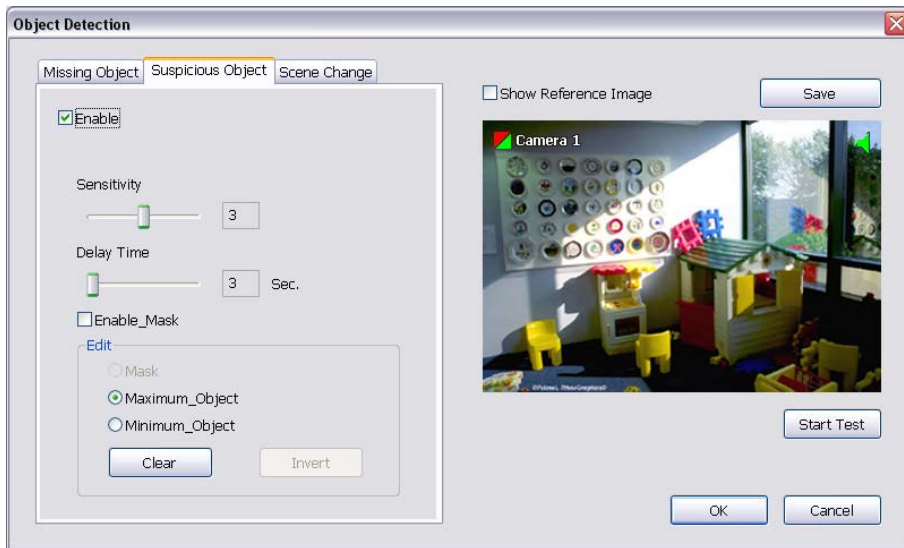 Object Detection
Missing Object
Suspicious Object
Scene Change
Enable
Sensitivity
3
Delay Time
3 Sec.
Enable_Mask
Edit
Mask
Maximum_Object
Minimum_Object
Clear
Invert
Show Reference Image
Save
Camera 1
Start Test
OK
Cancel